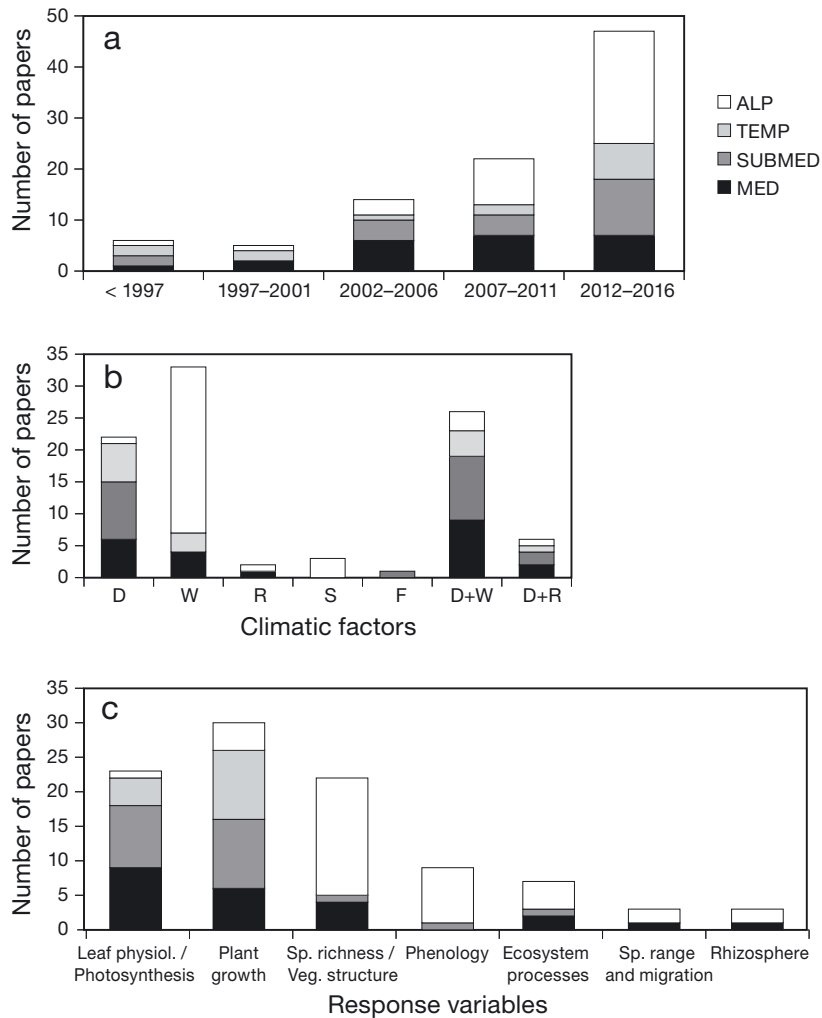 a
Number of papers
50
40
30
20
10
0
< 1997
1997–2001
2002–2006
2007–2011
2012–2016
ALP
TEMP
SUBMED
MED
b
Number of papers
35
30
25
20
15
10
5
0
D
W
R
S
F
D+W
D+R
Climatic factors
c
Number of papers
35
30
25
20
15
10
5
0
Leaf physiol. /
Photosynthesis
Plant
growth
Sp. richness /
Veg. structure
Phenology
Ecosystem
processes
Sp. range
and migration
Rhizosphere
Response variables